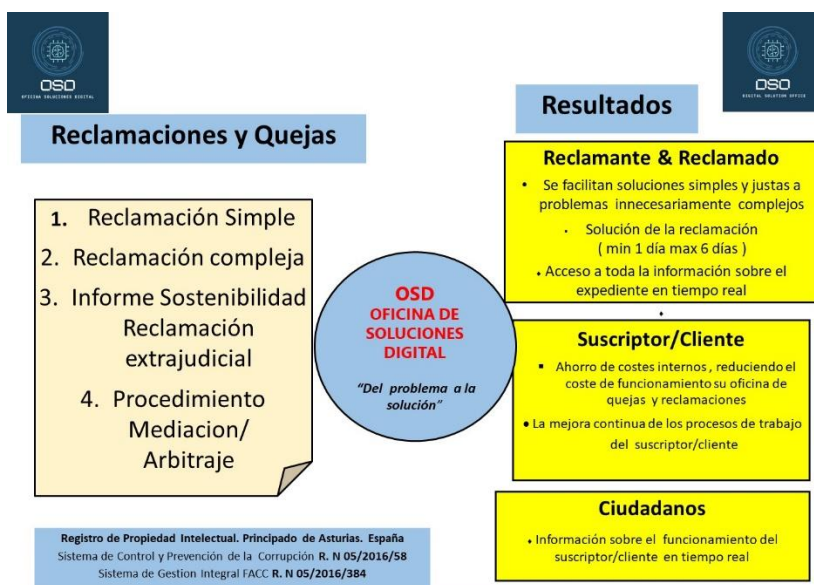 OSD
OFICINA SOLUCIONES DIGITAL
Reclamaciones y Quejas
1. Reclamación Simple
2. Reclamación compleja
3. Informe Sostenibilidad
Reclamación
extrajudicial
4. Procedimiento
Mediacion/
Arbitraje
Registro de Propiedad Intelectual. Principado de Asturias. España
Sistema de Control y Prevención de la Corrupción R. N 05/2016/58
Sistema de Gestion Integral FACC R. N 05/2016/384
OSD
OFICINA DE
SOLUCIONES
DIGITAL
“Del problema a la
solución”
OSD
DIGITAL SOLUTION OFFICE
Resultados
Reclamante & Reclamado
• Se facilitan soluciones simples y justas a
problemas innecesariamente complejos
• Solución de la reclamación
( min 1 día max 6 días )
• Acceso a toda la información sobre el
expediente en tiempo real
Suscriptor/Cliente
▪ Ahorro de costes internos , reduciendo el
coste de funcionamiento su oficina de
quejas y reclamaciones
• La mejora continua de los procesos de trabajo
del suscriptor/cliente
Ciudadanos
• Información sobre el funcionamiento del
suscriptor/cliente en tiempo real